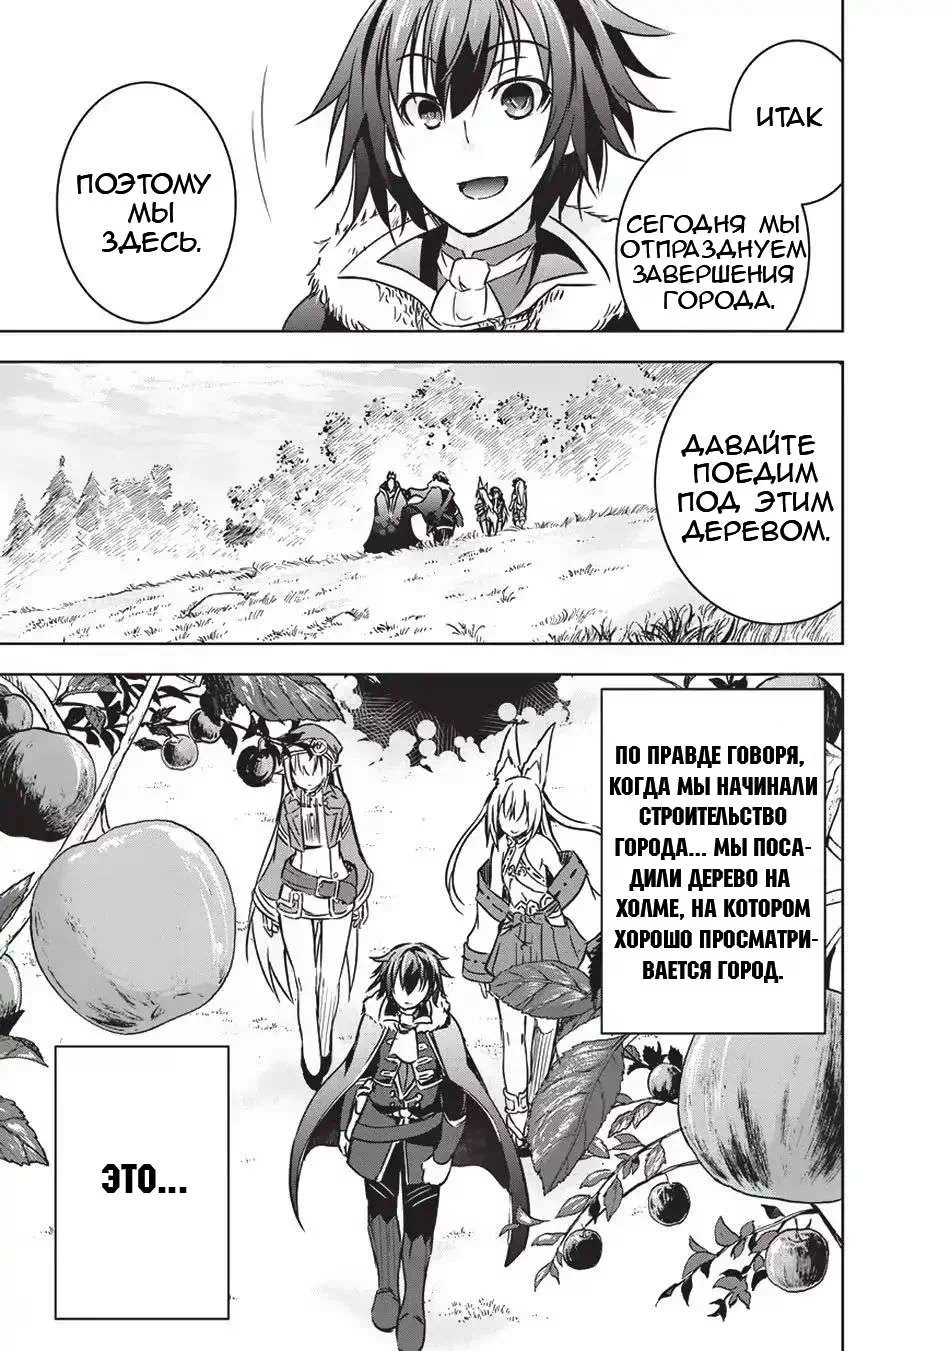 ИТАК
СЕГОДНЯ МЫ
ОТПРАЗДНУЕМ
ЗАВЕРШЕНИЯ
ГОРОДА.
ПОЭТОМУ
МЫ
ЗДЕСЬ.
ДАВАЙТЕ
ПОЕДИМ
ПОД ЭТИМ
ДЕРЕВОМ.
ПО ПРАВДЕ ГОВОРЯ,
КОГДА МЫ НАЧИНАЛИ
СТРОИТЕЛЬСТВО
ГОРОДА... МЫ ПОСА-
ДИЛИ ДЕРЕВО НА
ХОЛМЕ, НА КОТОРОМ
ХОРОШО ПРОСМАТРИ-
ВАЕТСЯ ГОРОД.
ЭТО...